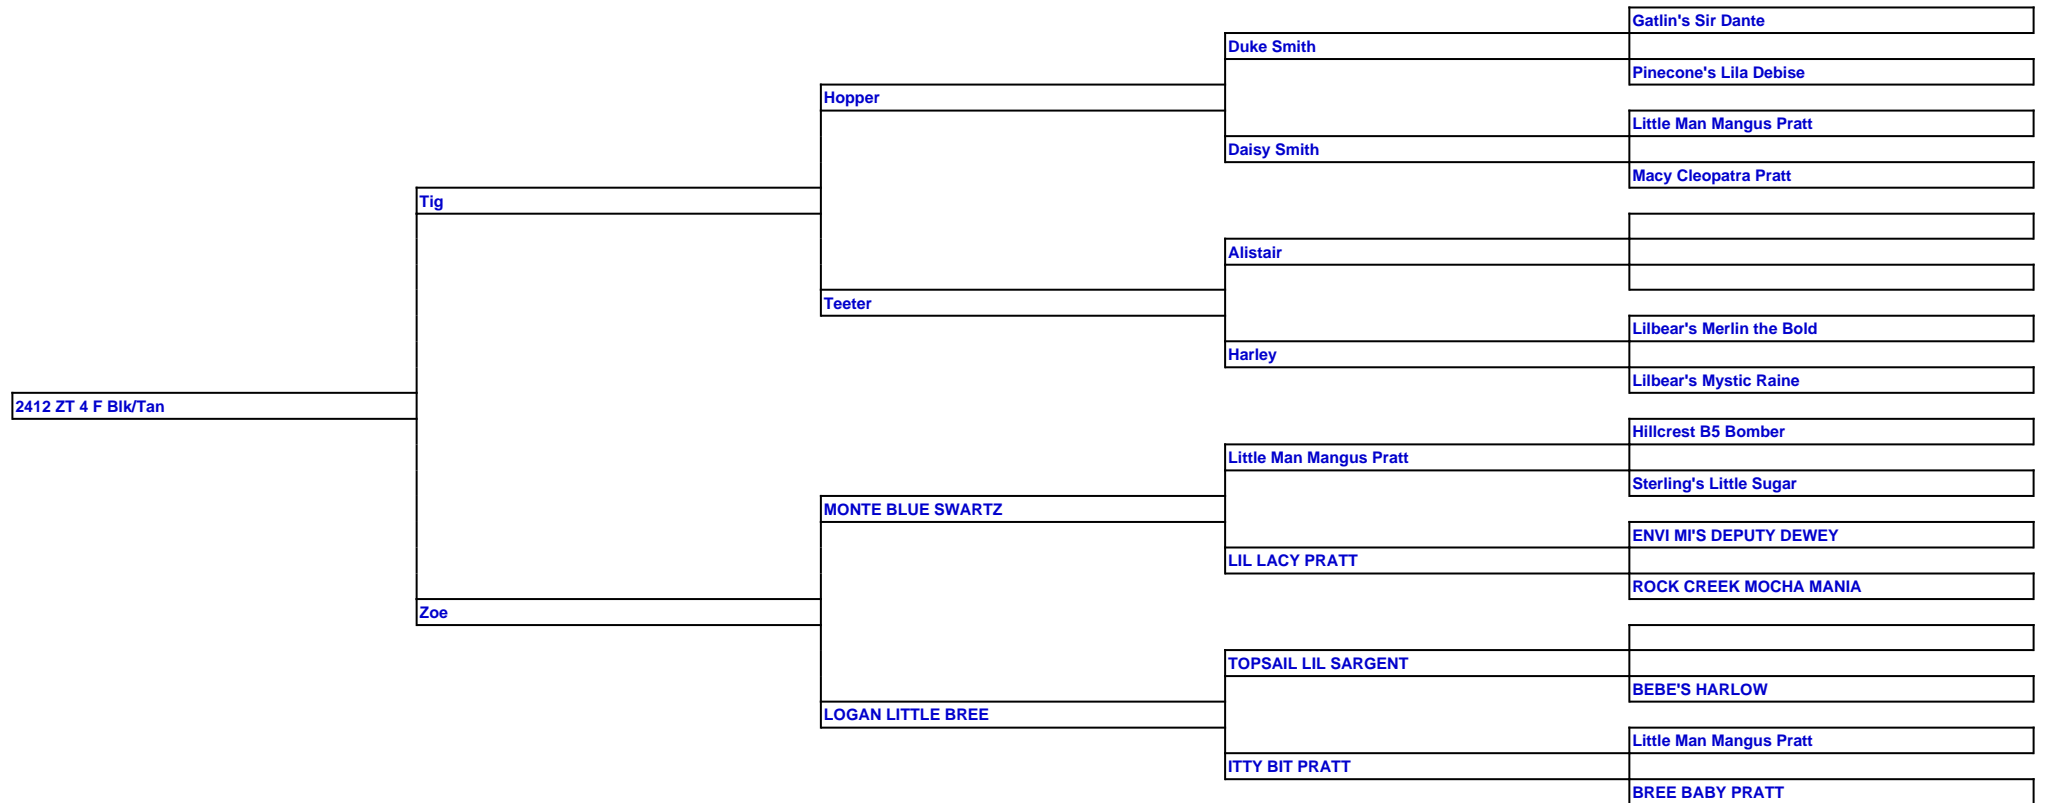 Gatlin's Sir Dante
Duke Smith
Pinecone's Lila Debise
Hopper
Little Man Mangus Pratt
Daisy Smith
Macy Cleopatra Pratt
Tig
Alistair
Teeter
Lilbear's Merlin the Bold
Harley
Lilbear's Mystic Raine
2412 ZT 4 F Blk/Tan
Hillcrest B5 Bomber
Little Man Mangus Pratt
Sterling's Little Sugar
MONTE BLUE SWARTZ
ENVI MI'S DEPUTY DEWEY
LIL LACY PRATT
ROCK CREEK MOCHA MANIA
Zoe
TOPSAIL LIL SARGENT
BEBE'S HARLOW
LOGAN LITTLE BREE
Little Man Mangus Pratt
ITTY BIT PRATT
BREE BABY PRATT